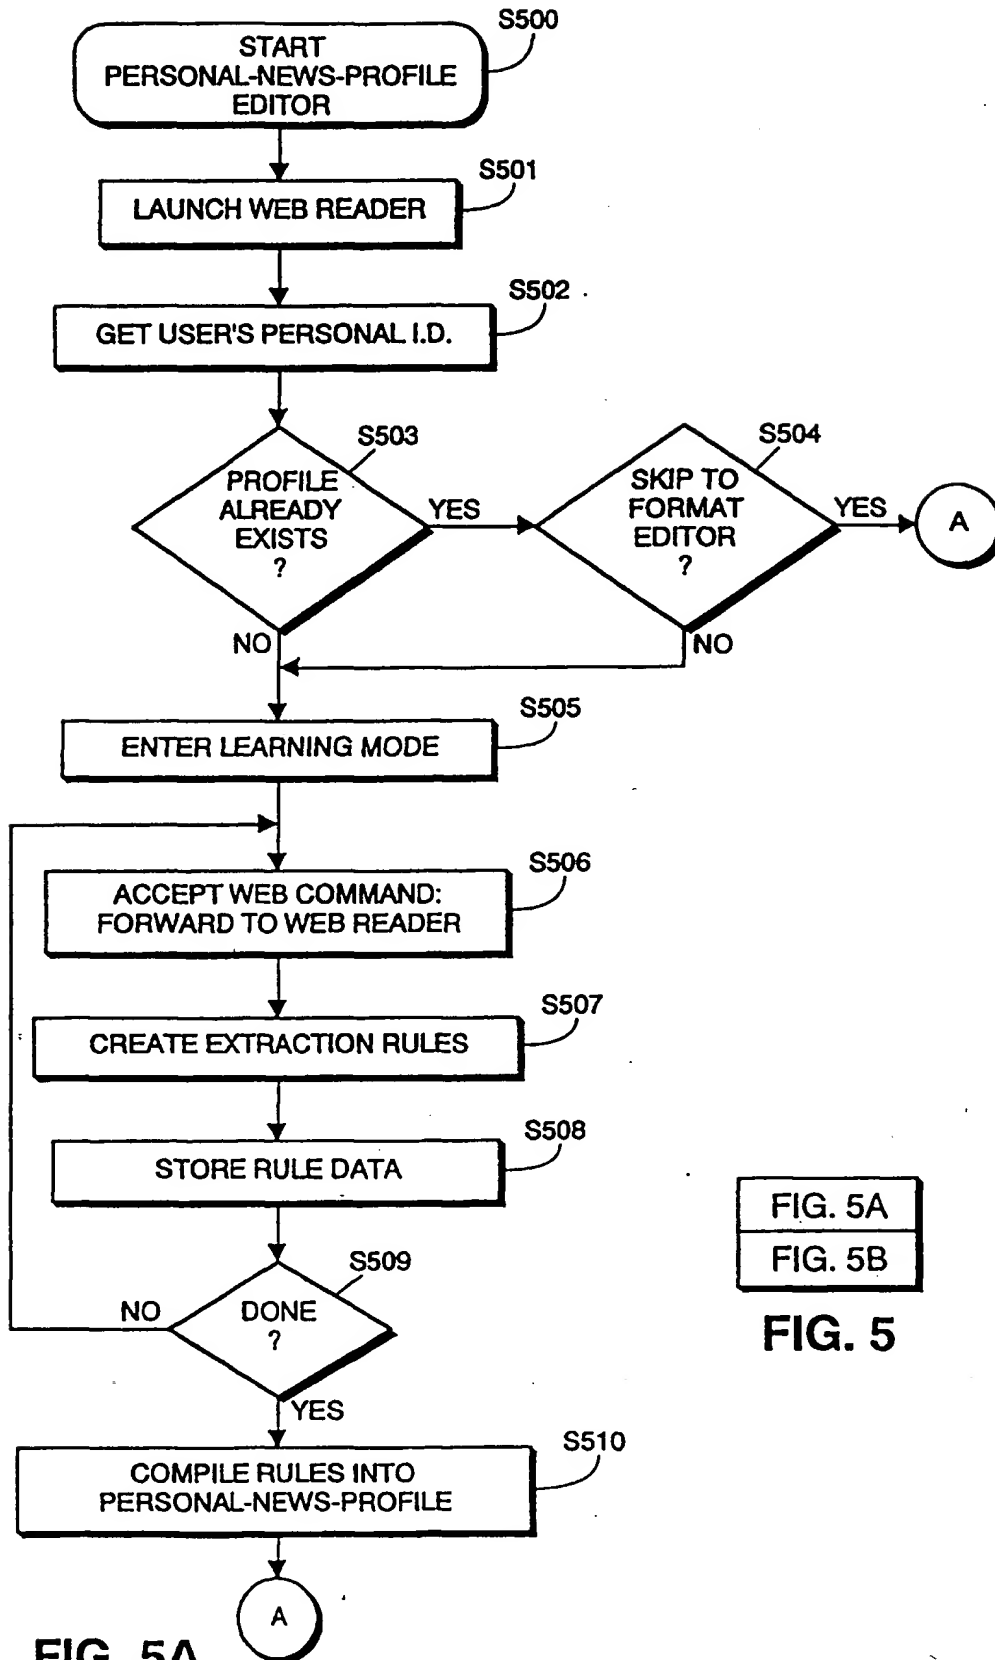 S500
START
PERSONAL-NEWS-PROFILE
EDITOR
S501
LAUNCH WEB READER
S502
GET USER'S PERSONAL I.D.
S503
PROFILE
ALREADY
EXISTS
?
YES
NO
S504
SKIP TO
FORMAT
EDITOR
?
YES
NO
A
S505
ENTER LEARNING MODE
S506
ACCEPT WEB COMMAND:
FORWARD TO WEB READER
S507
CREATE EXTRACTION RULES
S508
STORE RULE DATA
S509
DONE
?
NO
YES
S510
COMPILE RULES INTO
PERSONAL-NEWS-PROFILE
A
FIG. 5A
FIG. 5A
FIG. 5B
FIG. 5